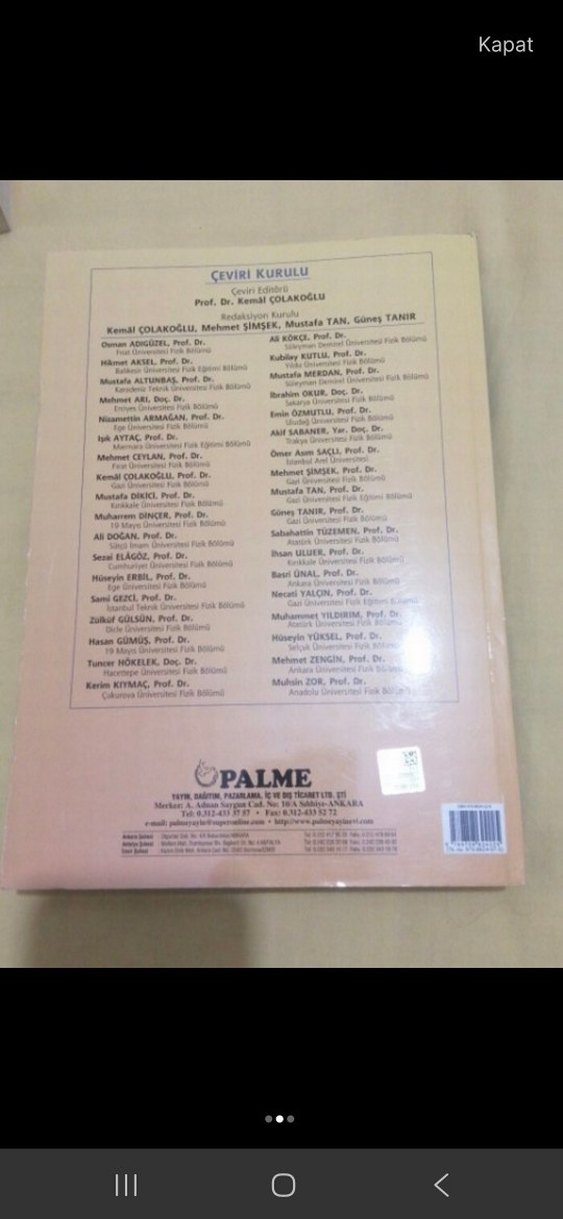 Kapat
ÇEVİRİ KURULU
Çeviri Editörü
Prof. Dr. Kemâl ÇOLAKOĞLU
Redaksiyon Kurulu
Kemâl ÇOLAKOĞLU, Mehmet ŞİMŞEK, Mustafa TAN, Güneş TANIR
Osman ADIGÜZEL, Prof. Dr.
Fırat Üniversitesi Fizik Bölümü
Hikmet AKSEL, Prof. Dr.
Balıkesir Üniversitesi Fizik Eğitimi Bölümü
Mustafa ALTUNBAŞ, Prof. Dr.
Karadeniz Teknik Üniversitesi Fizik Bölümü
Mehmet ARI, Doç. Dr.
Erciyes Üniversitesi Fizik Bölümü
Nizamettin ARMAĞAN, Prof. Dr.
Ege Üniversitesi Fizik Bölümü
Işık AYTAÇ, Prof. Dr.
Marmara Üniversitesi Fizik Eğitimi Bölümü
Mehmet CEYLAN, Prof. Dr.
Fırat Üniversitesi Fizik Bölümü
Kemâl ÇOLAKOĞLU, Prof. Dr.
Gazi Üniversitesi Fizik Bölümü
Mustafa DİKİCİ, Prof. Dr.
Kırıkkale Üniversitesi Fizik Bölümü
Muharrem DİNÇER, Prof. Dr.
19 Mayıs Üniversitesi Fizik Bölümü
Ali DOĞAN, Prof. Dr.
Sütçü İmam Üniversitesi Fizik Bölümü
Sezai ELÂGÖZ, Prof. Dr.
Cumhuriyet Üniversitesi Fizik Bölümü
Hüseyin ERBİL, Prof. Dr.
Ege Üniversitesi Fizik Bölümü
Sami GEZCİ, Prof. Dr.
İstanbul Teknik Üniversitesi Fizik Bölümü
Zülküf GÜLSÜN, Prof. Dr.
Dicle Üniversitesi Fizik Bölümü
Hasan GÜMÜŞ, Prof. Dr.
19 Mayıs Üniversitesi Fizik Bölümü
Tuncer HÖKELEK, Doç. Dr.
Hacettepe Üniversitesi Fizik Bölümü
Kerim KIYMAÇ, Prof. Dr.
Çukurova Üniversitesi Fizik Bölümü
Ali KÖKÇE, Prof. Dr.
Süleyman Demirel Üniversitesi Fizik Bölümü
Kubilay KUTLU, Prof. Dr.
Yıldız Üniversitesi Fizik Bölümü
Mustafa MERDAN, Prof. Dr.
Süleyman Demirel Üniversitesi Fizik Bölümü
İbrahim OKUR, Doç. Dr.
Sakarya Üniversitesi Fizik Bölümü
Emin ÖZMUTLU, Prof. Dr.
Uludağ Üniversitesi Fizik Bölümü
Akif SABANER, Yar. Doç. Dr.
Trakya Üniversitesi Fizik Bölümü
Ömer Asım SAÇLI, Prof. Dr.
İstanbul Arel Üniversitesi
Mehmet ŞİMŞEK, Prof. Dr.
Gazi Üniversitesi Fizik Bölümü
Mustafa TAN, Prof. Dr.
Gazi Üniversitesi Fizik Eğitimi Bölümü
Güneş TANIR, Prof. Dr.
Gazi Üniversitesi Fizik Bölümü
Sabahattin TÜZEMEN, Prof. Dr.
Atatürk Üniversitesi Fizik Bölümü
İhsan ULUER, Prof. Dr.
Kırıkkale Üniversitesi Fizik Bölümü
Basri ÜNAL, Prof. Dr.
Ankara Üniversitesi Fizik Bölümü
Necati YALÇIN, Prof. Dr.
Gazi Üniversitesi Fizik Eğitimi Bölümü
Muhammet YILDIRIM, Prof. Dr.
Atatürk Üniversitesi Fizik Bölümü
Hüseyin YÜKSEL, Prof. Dr.
Selçuk Üniversitesi Fizik Bölümü
Mehmet ZENGİN, Prof. Dr.
Ankara Üniversitesi Fizik Bölümü
Muhsin ZOR, Prof. Dr.
Anadolu Üniversitesi Fizik Bölümü
PALME
YAYIN, DAĞITIM, PAZARLAMA, İÇ VE DIŞ TİCARET LTD. ŞTİ
Merkez: A. Adnan Saygun Cad. No: 10/A Sıhhiye-ANKARA
Tel: 0.312-433 37 57 • Fax: 0.312-433 52 72
e-mail: palmeyayin@superonline.com • http://www.palmeyayinevi.com
Ankara Şubesi
Antalya Şubesi
İzmir Şubesi